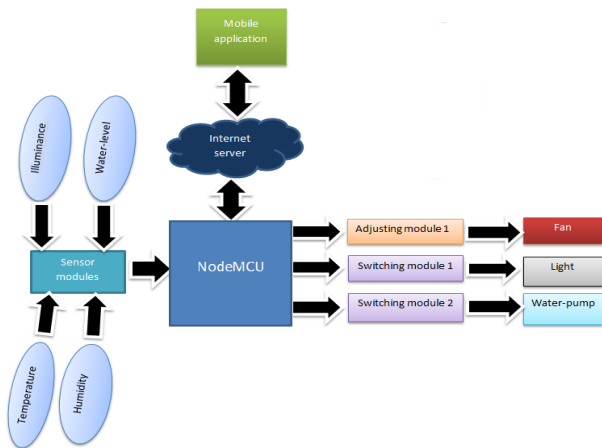 Mobile
application
Internet
server
Illuminance
Water-level
Sensor
modules
NodeMCU
Adjusting module 1
Fan
Switching module 1
Light
Switching module 2
Water-pump
Temperature
Humidity